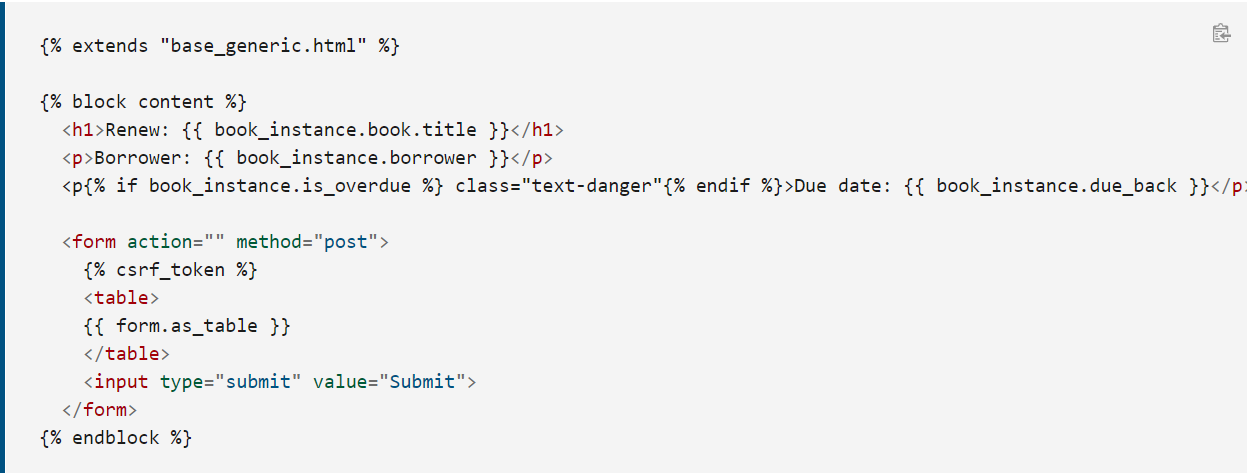 {% extends "base_generic.html" %}
{% block content %}
<h1>Renew: {{ book_instance.book.title }}</h1>
<p>Borrower: {{ book_instance.borrower }}</p>
<p{% if book_instance.is_overdue %} class="text-danger"{% endif %}>Due date: {{ book_instance.due_back }}</p>
<form action="" method="post">
{% csrf_token %}
<table>
{{ form.as_table }}
</table>
<input type="submit" value="Submit">
</form>
{% endblock %}